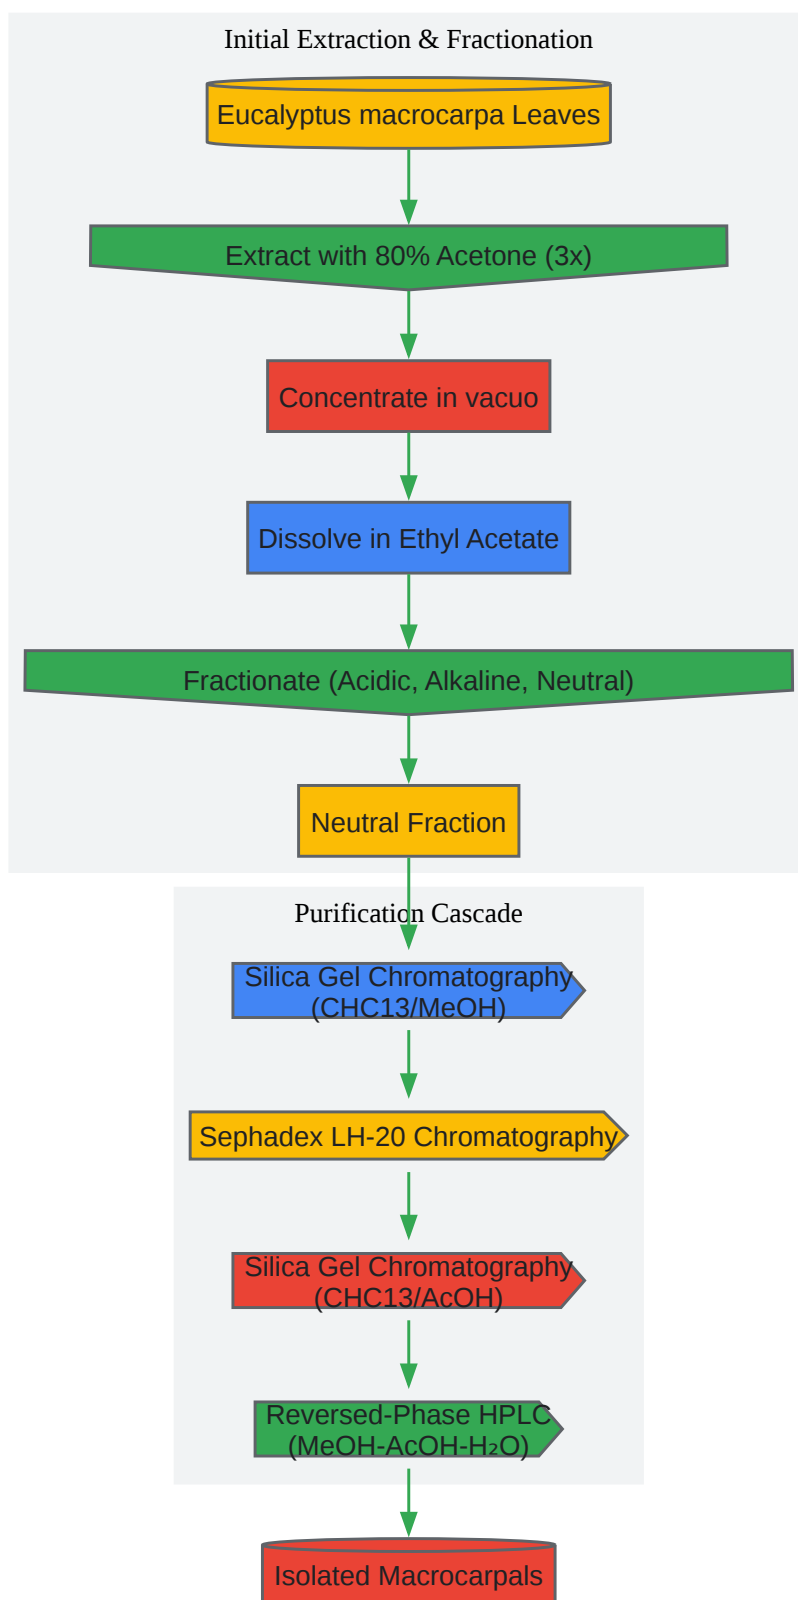 Initial Extraction & Fractionation
Eucalyptus macrocarpa Leaves
Extract with 80% Acetone (3x)
Concentrate in vacuo
Dissolve in Ethyl Acetate
Fractionate (Acidic, Alkaline, Neutral)
Neutral Fraction
Purification Cascade
Silica Gel Chromatography
(CHC13/MeOH)
Sephadex LH-20 Chromatography
Silica Gel Chromatography
(CHC13/AcOH)
Reversed-Phase HPLC
(MeOH-AcOH-H₂O)
Isolated Macrocarpals